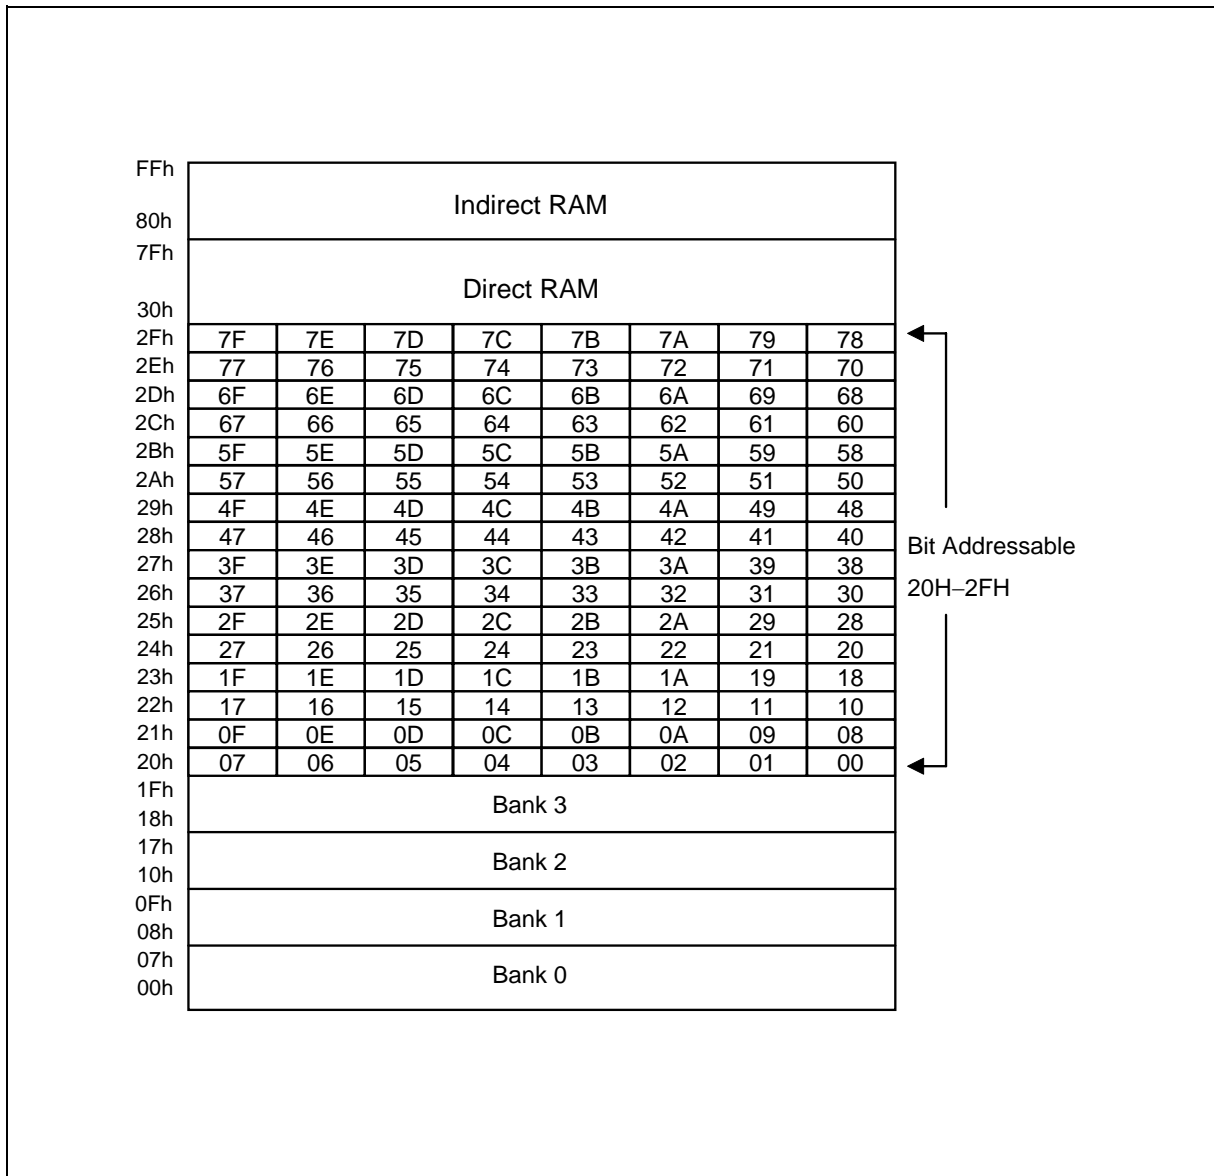 FFh
Indirect RAM
80h
7Fh
Direct RAM
30h
2Fh 7F 7E 7D 7C 7B 7A 79 78
2Eh 77 76 75 74 73 72 71 70
2Dh 6F 6E 6D 6C 6B 6A 69 68
2Ch 67 66 65 64 63 62 61 60
2Bh 5F 5E 5D 5C 5B 5A 59 58
2Ah 57 56 55 54 53 52 51 50
29h 4F 4E 4D 4C 4B 4A 49 48
28h 47 46 45 44 43 42 41 40
27h 3F 3E 3D 3C 3B 3A 39 38
26h 37 36 35 34 33 32 31 30
25h 2F 2E 2D 2C 2B 2A 29 28
24h 27 26 25 24 23 22 21 20
23h 1F 1E 1D 1C 1B 1A 19 18
22h 17 16 15 14 13 12 11 10
21h 0F 0E 0D 0C 0B 0A 09 08
20h 07 06 05 04 03 02 01 00
Bit Addressable
20H–2FH
1Fh
Bank 3
18h
17h
Bank 2
10h
0Fh
Bank 1
08h
07h
Bank 0
00h